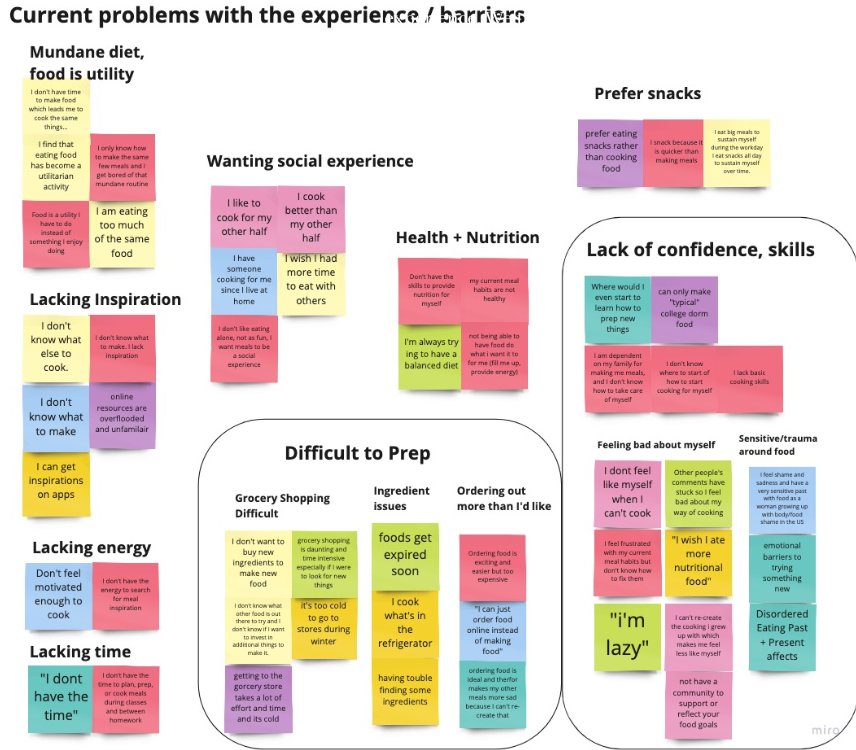 Current problems with the experience / barriers
Mundane diet,
food is utility
I don't have time
to make food
which leads me to
cook the same
things...
I find that
eating food
has become a
utilitarian
activity
I only know how
to make the same
few meals and I
get bored of that
mundane routine
Food is a utility I
have to do
instead of
something I enjoy
doing
I am eating
too much
of the same
food
Lacking Inspiration
I don't
know what
else to
cook.
I don't know what
to make. I lack
inspiration
I don't
know what
to make
online
resources are
overflooded
and unfamilair
I can get
inspirations
on apps
Lacking energy
Don't feel
motivated
enough to
cook
I don't have the
energy to search
for meal
inspiration
Lacking time
"I dont
have the
time"
I don't have the
time to plan, prep,
or cook meals
during classes
and between
homework
Wanting social experience
I like to
cook for my
other half
I cook
better than
my other
half
I have
someone
cooking for me
since I live at
home
I wish I had
more time
to eat with
others
I don't like eating
alone, not as fun, I
want meals to be
a social
experience
Health + Nutrition
Don't have the
skills to provide
nutrition for
myself
my current meal
habits are not
healthy
I'm always try
ing to have a
balanced diet
not being able to
have food do
what i want it to
for me (fill me up,
provide energy)
Prefer snacks
prefer eating
snacks rather
than cooking
food
I snack because it
is quicker than
making meals
I eat big meals to
sustain myself
during the workday
I eat snacks all day
to sustain myself
over time.
Difficult to Prep
Grocery Shopping
Difficult
I don't want to
buy new
ingredients to
make new
food
grocery shopping
is daunting and
time intensive
especially if i were
to look for new
things
I don't know what
other food is out
there to try and I
don't know if I want
to invest in
additional things to
make it.
it's too cold
to go to
stores during
winter
getting to the
gorcery store
takes a lot of
effort and time
and its cold
Ingredient
issues
foods get
expired
soon
I cook
what's in
the
refrigerator
having touble
finding some
ingredients
Ordering out
more than I'd like
Ordering food is
exciting and
easier but too
expensive
"I can just
order food
online instead
of making
food"
ordering food is
ideal and therfor
makes my other
meals more sad
because I can't re-
create that
Lack of confidence, skills
Where would I
even start to
learn how to
prep new
things
can only make
"typical"
college dorm
food
I am dependent
on my family for
making me meals,
and I don't know
how to take care
of myself
I don't know
where to start of
how to start
cooking for myself
I lack basic
cooking skills
Feeling bad about myself
I dont feel
like myself
when I
can't cook
Other people's
comments have
stuck so I feel
bad about my
way of cooking
I feel frustrated
with my current
meal habits but
don't know how
to fix them
"I wish I ate
more
nutritional
food"
"i'm
lazy"
I can't re-create
the cooking i grew
up with which
makes me feel
less like myself
not have a
community to
support or
reflect your
food goals
Sensitive/trauma
around food
I feel shame and
sadness and have a
very sensitive past
with food as a
woman growing up
with body/food
shame in the US
emotional
barriers to
trying
something
new
Disordered
Eating Past
+ Present
affects
miro